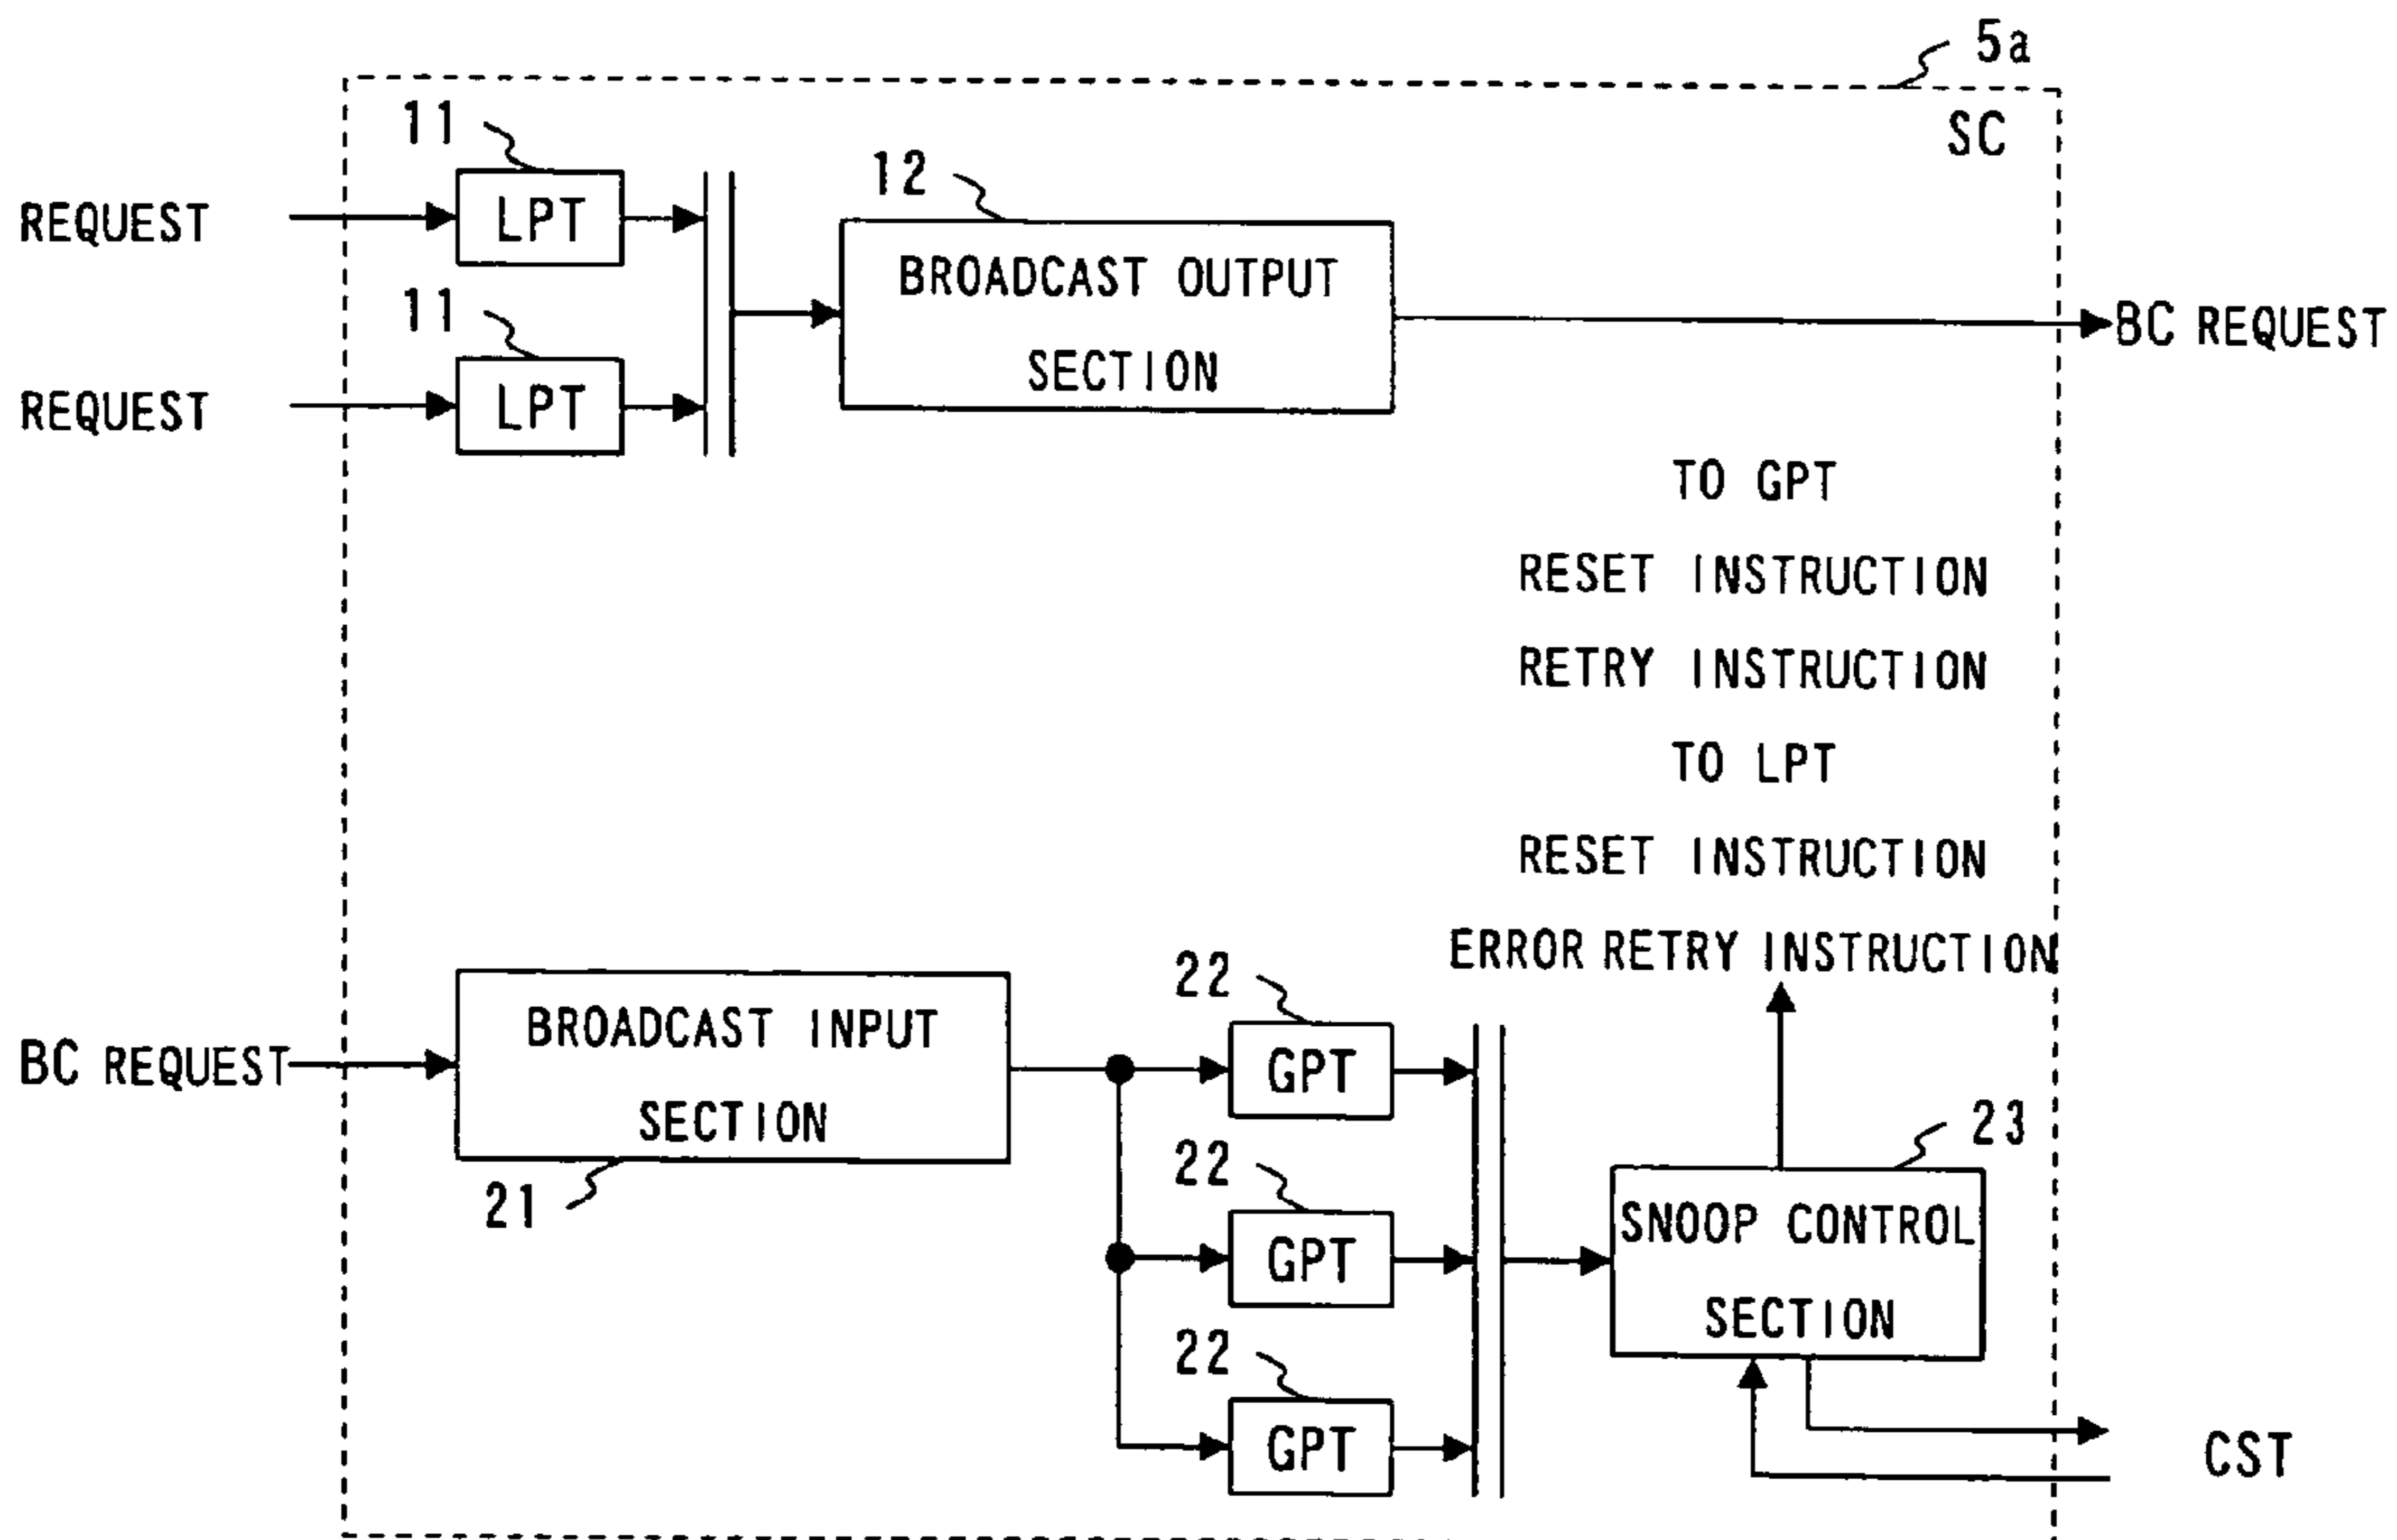 5a
SC
11
REQUEST
LPT
12
BROADCAST OUTPUT
SECTION
BC REQUEST
11
REQUEST
LPT
TO GPT
RESET INSTRUCTION
RETRY INSTRUCTION
TO LPT
RESET INSTRUCTION
ERROR RETRY INSTRUCTION
BC REQUEST
BROADCAST INPUT
SECTION
21
22
GPT
22
GPT
22
GPT
23
SNOOP CONTROL
SECTION
CST